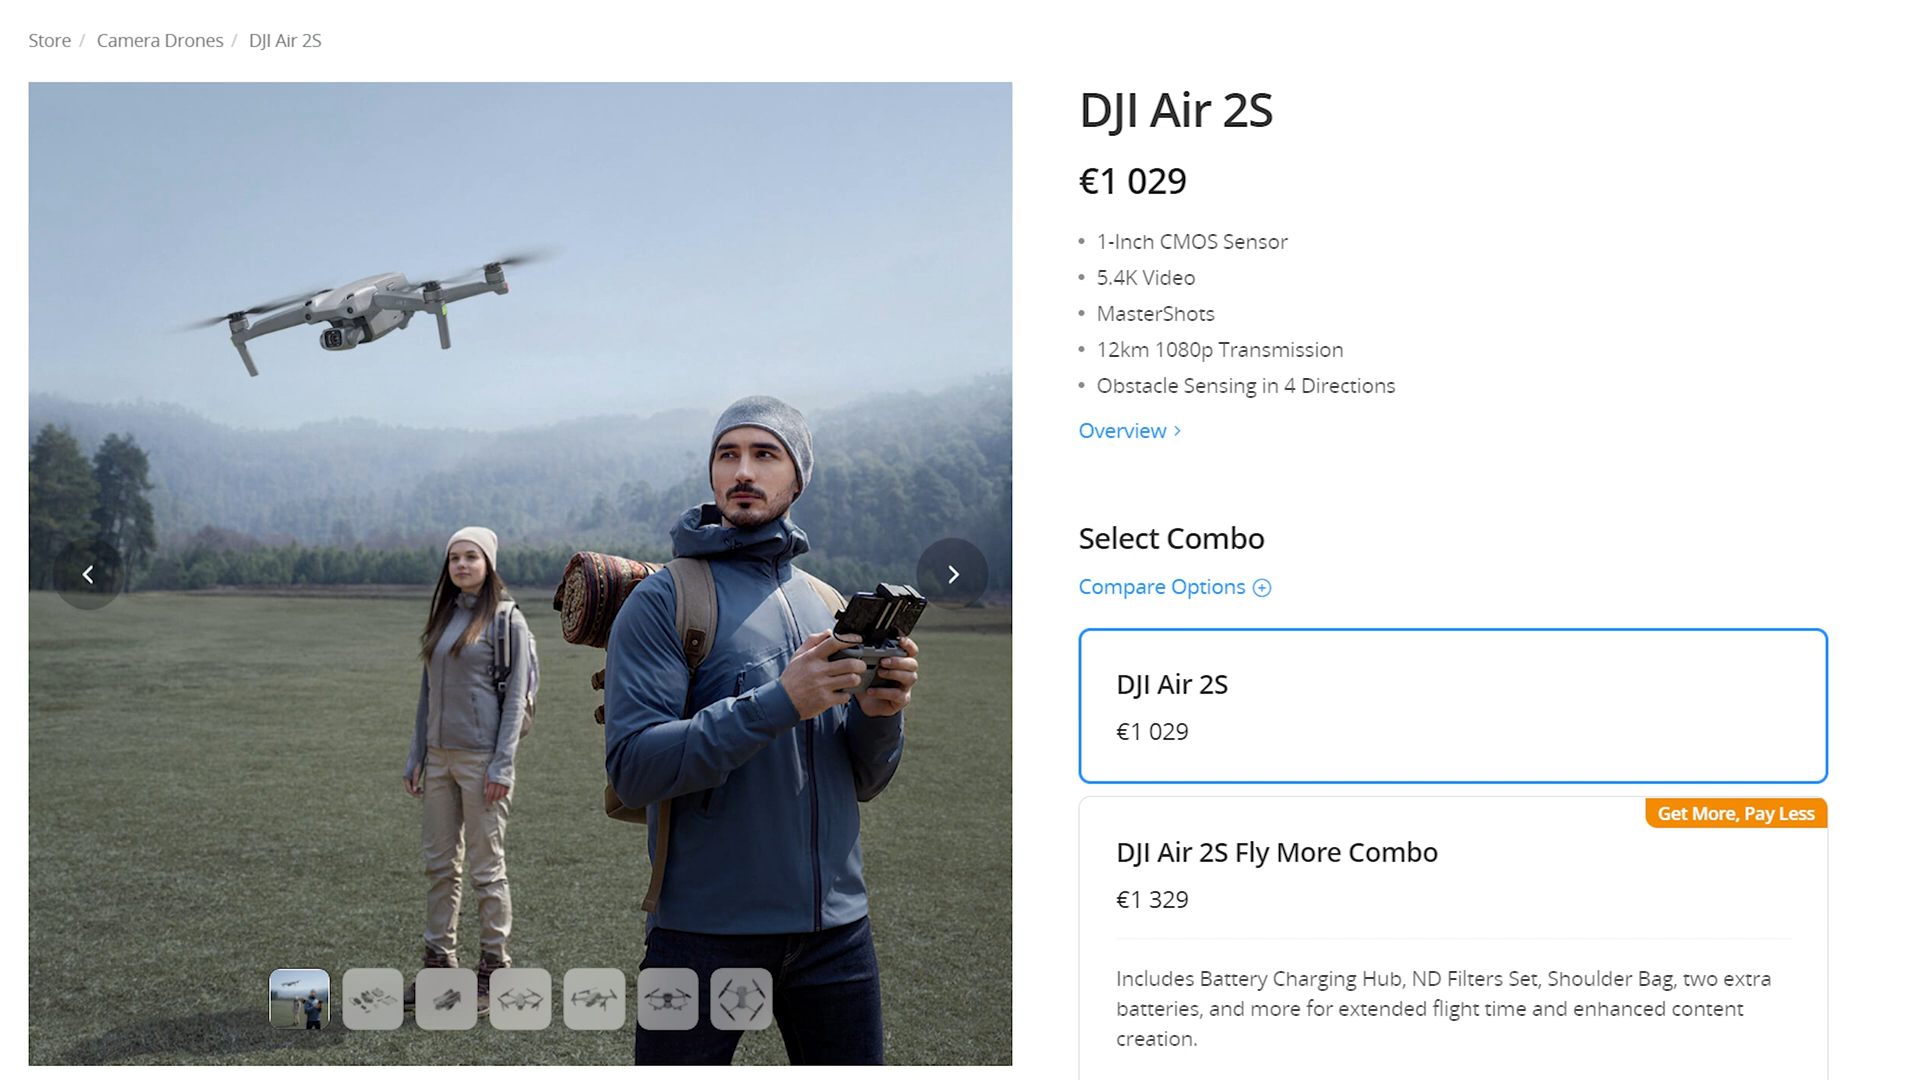 Store / Camera Drones / DJI Air 2S
DJI Air 2S
€1 029
• 1-Inch CMOS Sensor
• 5.4K Video
• MasterShots
• 12km 1080p Transmission
• Obstacle Sensing in 4 Directions
Overview >
Select Combo
Compare Options
DJI Air 2S
€1 029
Get More, Pay Less
DJI Air 2S Fly More Combo
€1 329
Includes Battery Charging Hub, ND Filters Set, Shoulder Bag, two extra
batteries, and more for extended flight time and enhanced content
creation.